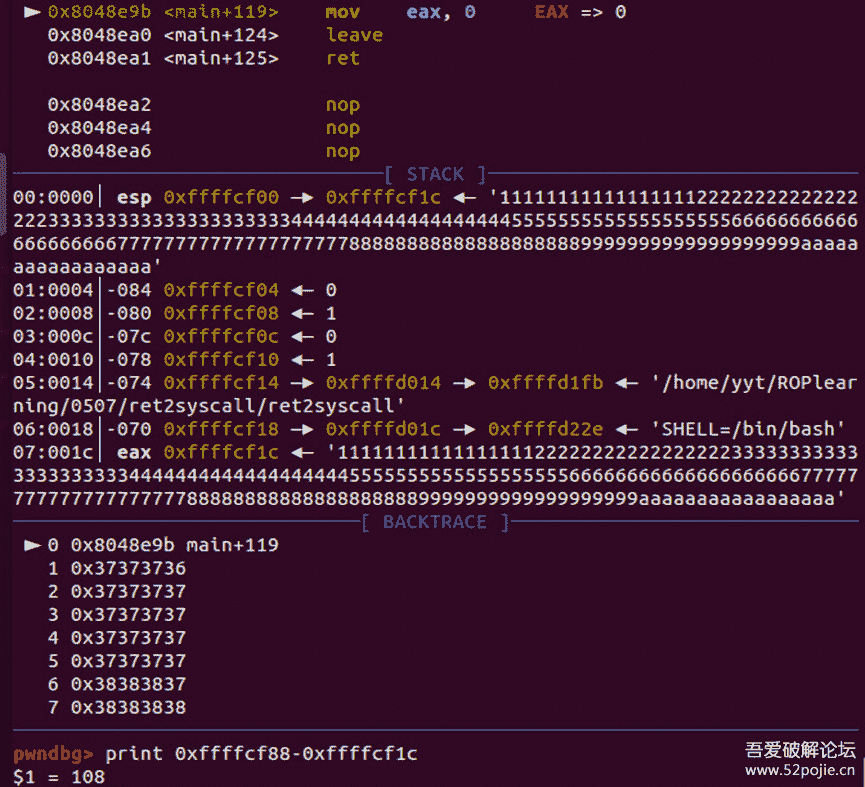 ► 0x8048e9b <main+119>    mov    eax, 0     EAX => 0
0x8048ea0 <main+124>    leave
0x8048ea1 <main+125>    ret
0x8048ea2               nop
0x8048ea4               nop
0x8048ea6               nop
[ STACK ]
00:0000│ esp 0xffffcf00 —▸ 0xffffcf1c ◂— '1111111111111111122222222222222
2223333333333333333333334444444444444444444555555555555555555566666666666
66666666677777777777777777777888888888888888888889999999999999999999aaaaa
aaaaaaaaaaaa'
01:0004│-084 0xffffcf04 ◂— 0
02:0008│-080 0xffffcf08 ◂— 1
03:000c│-07c 0xffffcf0c ◂— 0
04:0010│-078 0xffffcf10 ◂— 1
05:0014│-074 0xffffcf14 —▸ 0xffffd014 —▸ 0xffffd1fb ◂— '/home/yyt/ROPlear
ning/0507/ret2syscall/ret2syscall'
06:0018│-070 0xffffcf18 —▸ 0xffffd01c —▸ 0xffffd22e ◂— 'SHELL=/bin/bash'
07:001c│ eax 0xffffcf1c ◂— '111111111111111112222222222222222233333333333
3333333333444444444444444444455555555555555555556666666666666666666677777
777777777777777888888888888888888889999999999999999999aaaaaaaaaaaaaaaaa'
[ BACKTRACE ]
► 0 0x8048e9b main+119
1 0x37373736
2 0x37373737
3 0x37373737
4 0x37373737
5 0x37373737
6 0x38383837
7 0x38383838
pwndbg> print 0xffffcf88-0xffffcf1c
$1 = 108
吾爱破解论坛
www.52pojie.cn